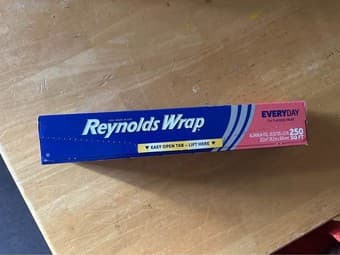 Reynolds Wrap
EVERYDAY
250
SQ FT
▼ EASY OPEN TAB - LIFT HERE ▼